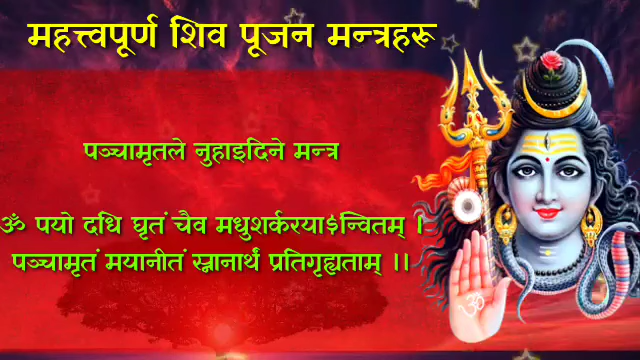 महत्त्वपूर्ण शिव पूजन मन्त्रहरू
पञ्चामृतले नुहाइदिने मन्त्र
ॐ पयो दधि घृतं चैव मधुशर्करयाऽन्वितम् ।
पञ्चामृतं मयानीतं स्नानार्थं प्रतिगृह्यताम् ।।
ॐ